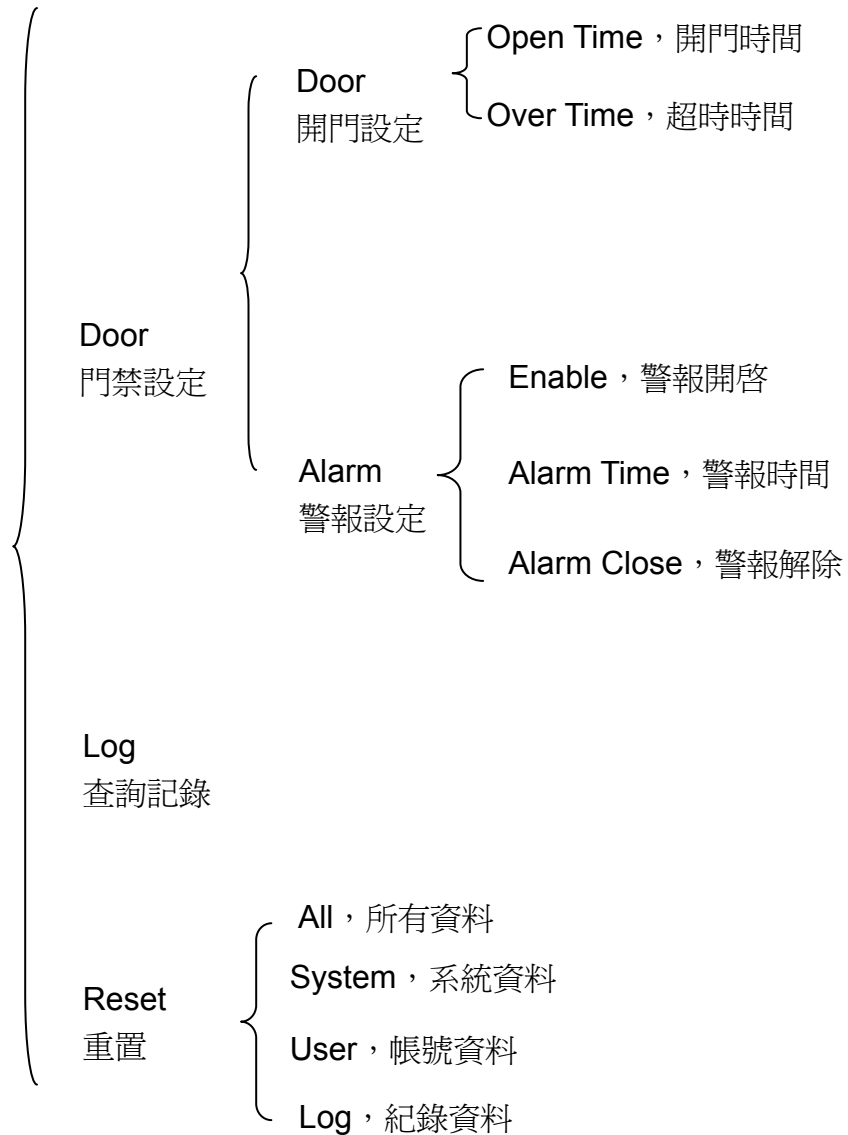 Open Time,開門時間
Door
開門設定
Over Time,超時時間
Door
門禁設定
Enable,警報開啓
Alarm
警報設定
Alarm Time,警報時間
Alarm Close,警報解除
Log
查詢記錄
All,所有資料
System,系統資料
Reset
重置
User,帳號資料
Log,紀錄資料